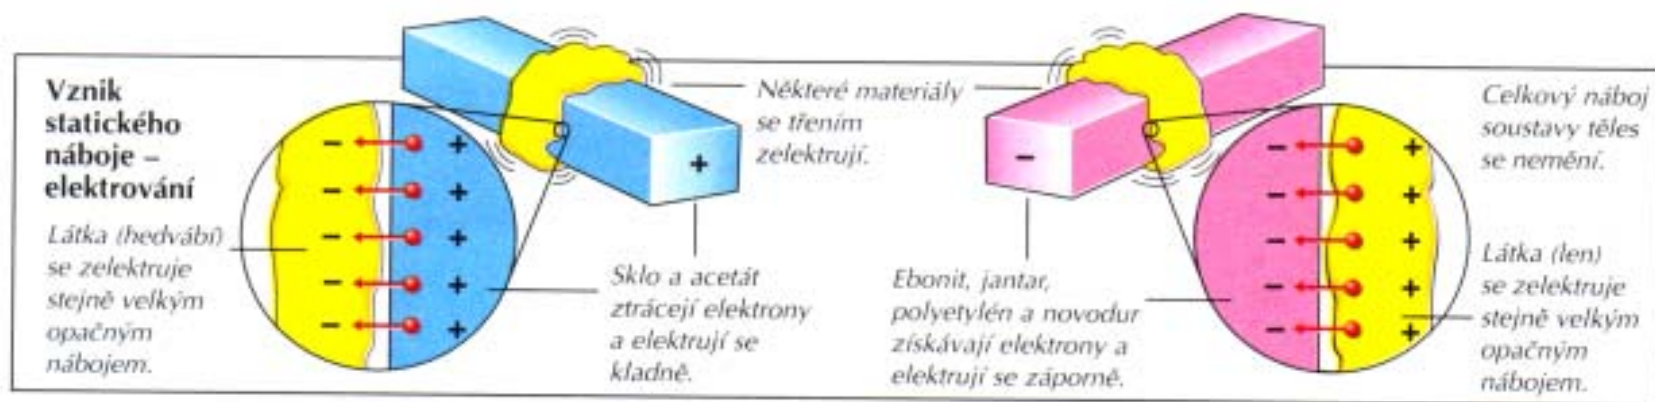 Vznik
statického
náboje –
elektrování
Látka (hedvábí)
se zelektruje
stejně velkým
opačným
nábojem.
– +
– +
– +
– +
– +
+
Některé materiály
se třením
zelektrují.
Sklo a acetát
ztrácejí elektrony
a elektrují se
kladně.
–
Ebonit, jantar,
polyetylén a novodur
získávají elektrony a
elektrují se záporně.
– +
– +
– +
– +
– +
Celkový náboj
soustavy těles
se nemění.
Látka (len)
se zelektruje
stejně velkým
opačným
nábojem.